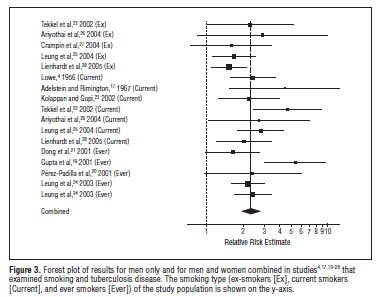 Tekkel et al,²² 2002 (Ex)
Ariyothai et al,²⁶ 2004 (Ex)
Crampin et al,²⁷ 2004 (Ex)
Leung et al,²⁵ 2004 (Ex)
Lienhardt et al,²⁸ 2005 (Ex)
Lowe,⁴ 1956 (Current)
Adelstein and Rimington,¹⁷ 1967 (Current)
Kolappan and Gopi,²³ 2002 (Current)
Tekkel et al,²² 2002 (Current)
Ariyothai et al,²⁶ 2004 (Current)
Leung et al,²⁵ 2004 (Current)
Lienhardt et al,²⁸ 2005 (Current)
Dong et al,²¹ 2001 (Ever)
Gupta et al,¹⁹ 2001 (Ever)
Pérez-Padilla et al,²⁰ 2001 (Ever)
Leung et al,²⁴ 2003 (Ever)
Leung et al,²⁴ 2003 (Ever)
Combined
1 2 3 4 5 6 7 8 9 10
Relative Risk Estimate
Figure 3. Forest plot of results for men only and for men and women combined in studies⁴,¹⁷,¹⁹-²⁸ that
examined smoking and tuberculosis disease. The smoking type (ex-smokers [Ex], current smokers
[Current], and ever smokers [Ever]) of the study population is shown on the y-axis.